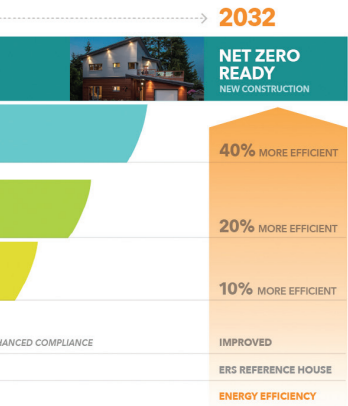 2032
NET ZERO
READY
NEW CONSTRUCTION
40% MORE EFFICIENT
20% MORE EFFICIENT
10% MORE EFFICIENT
COMPLIANCE
IMPROVED
ERS REFERENCE HOUSE
ENERGY EFFICIENCY